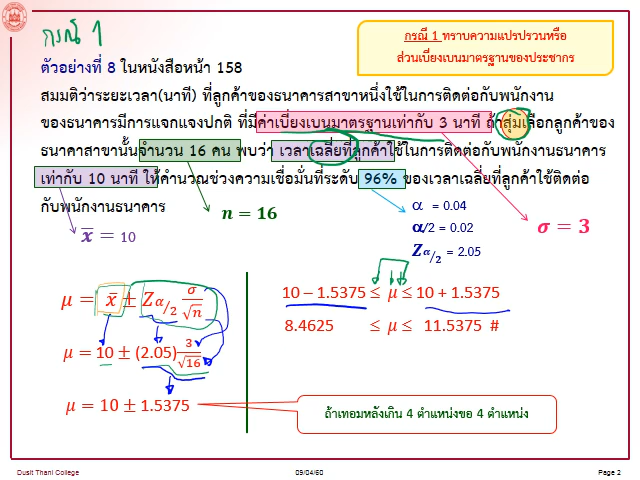 กรณี 1
กรณี 1 ทราบความแปรปรวนหรือ
ส่วนเบี่ยงเบนมาตรฐานของประชากร
ตัวอย่างที่ 8 ในหนังสือหน้า 158
สมมติว่าระยะเวลา(นาที) ที่ลูกค้าของธนาคารสาขาหนึ่งใช้ในการติดต่อกับพนักงาน
ของธนาคารมีการแจกแจงปกติ ที่มีค่าเบี่ยงเบนมาตรฐานเท่ากับ 3 นาที ถ้าสุ่มเลือกลูกค้าของ
ธนาคาสาขานั้นจำนวน 16 คน พบว่า เวลาเฉลี่ยที่ลูกค้าใช้ในการติดต่อกับพนักงานธนาคาร
เท่ากับ 10 นาที ให้คำนวณช่วงความเชื่อมั่นที่ระดับ 96% ของเวลาเฉลี่ยที่ลูกค้าใช้ติดต่อ
กับพนักงานธนาคาร
n = 16
α = 0.04
α/2 = 0.02
Zα/2 = 2.05
σ = 3
x̄ = 10
μ = x̄ ± Zα/2 σ/√n
μ = 10 ± (2.05) 3/√16
μ = 10 ± 1.5375
10 − 1.5375 ≤ μ ≤ 10 + 1.5375
8.4625 ≤ μ ≤ 11.5375 #
ถ้าเทอมหลังเกิน 4 ตำแหน่งขอ 4 ตำแหน่ง
Dusit Thani College 09/04/60 Page 2